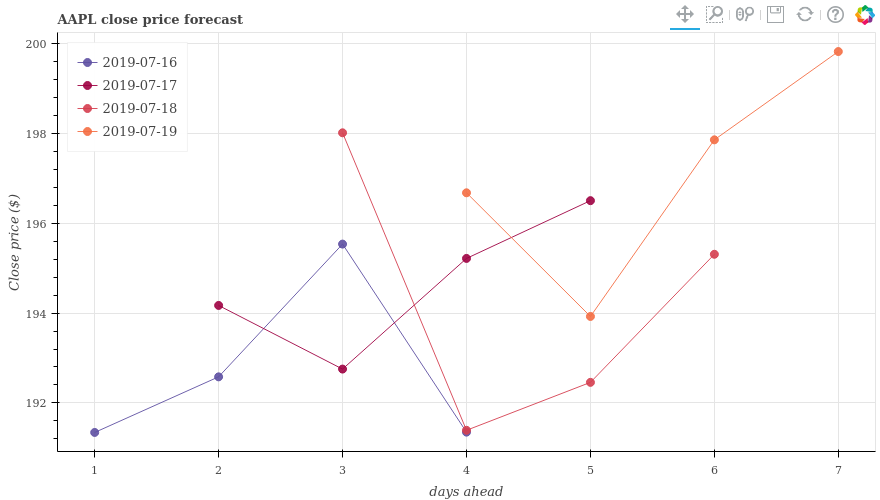 AAPL close price forecast
2019-07-16
2019-07-17
2019-07-18
2019-07-19
Close price ($)
200
198
196
194
192
1 2 3 4 5 6 7
days ahead